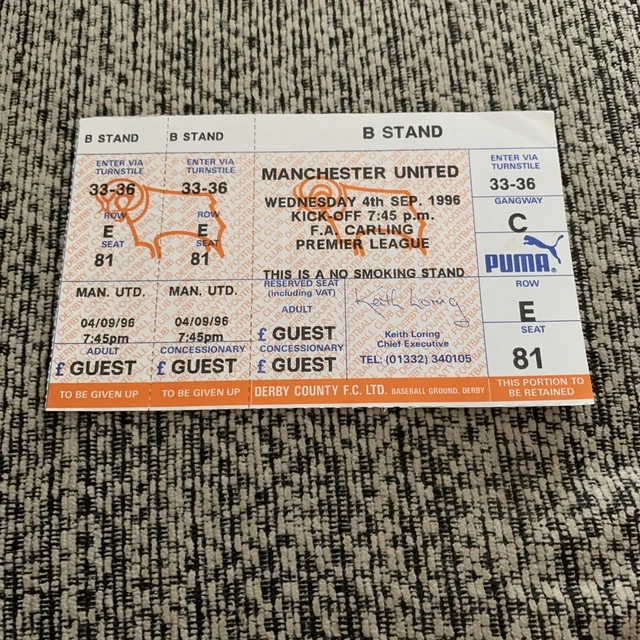 B STAND
ENTER VIA
TURNSTILE
33-36
ROW
E
SEAT
81
MAN. UTD.
04/09/96
7:45pm
ADULT
£ GUEST
TO BE GIVEN UP
B STAND
ENTER VIA
TURNSTILE
33-36
ROW
E
SEAT
81
MAN. UTD.
04/09/96
7:45pm
CONCESSIONARY
£ GUEST
TO BE GIVEN UP
B STAND
MANCHESTER UNITED
WEDNESDAY 4th SEP. 1996
KICK OFF 7:45 p.m.
F.A. CARLING
PREMIER LEAGUE
THIS IS A NO SMOKING STAND
RESERVED SEAT
(including VAT)
ADULT
£ GUEST
CONCESSIONARY
£ GUEST
Keith Loring
Keith Loring
Chief Executive
TEL: (01332) 340105
DERBY COUNTY F.C. LTD. BASEBALL GROUND, DERBY
ENTER VIA
TURNSTILE
33-36
GANGWAY
C
PUMA
ROW
E
SEAT
81
THIS PORTION TO
BE RETAINED